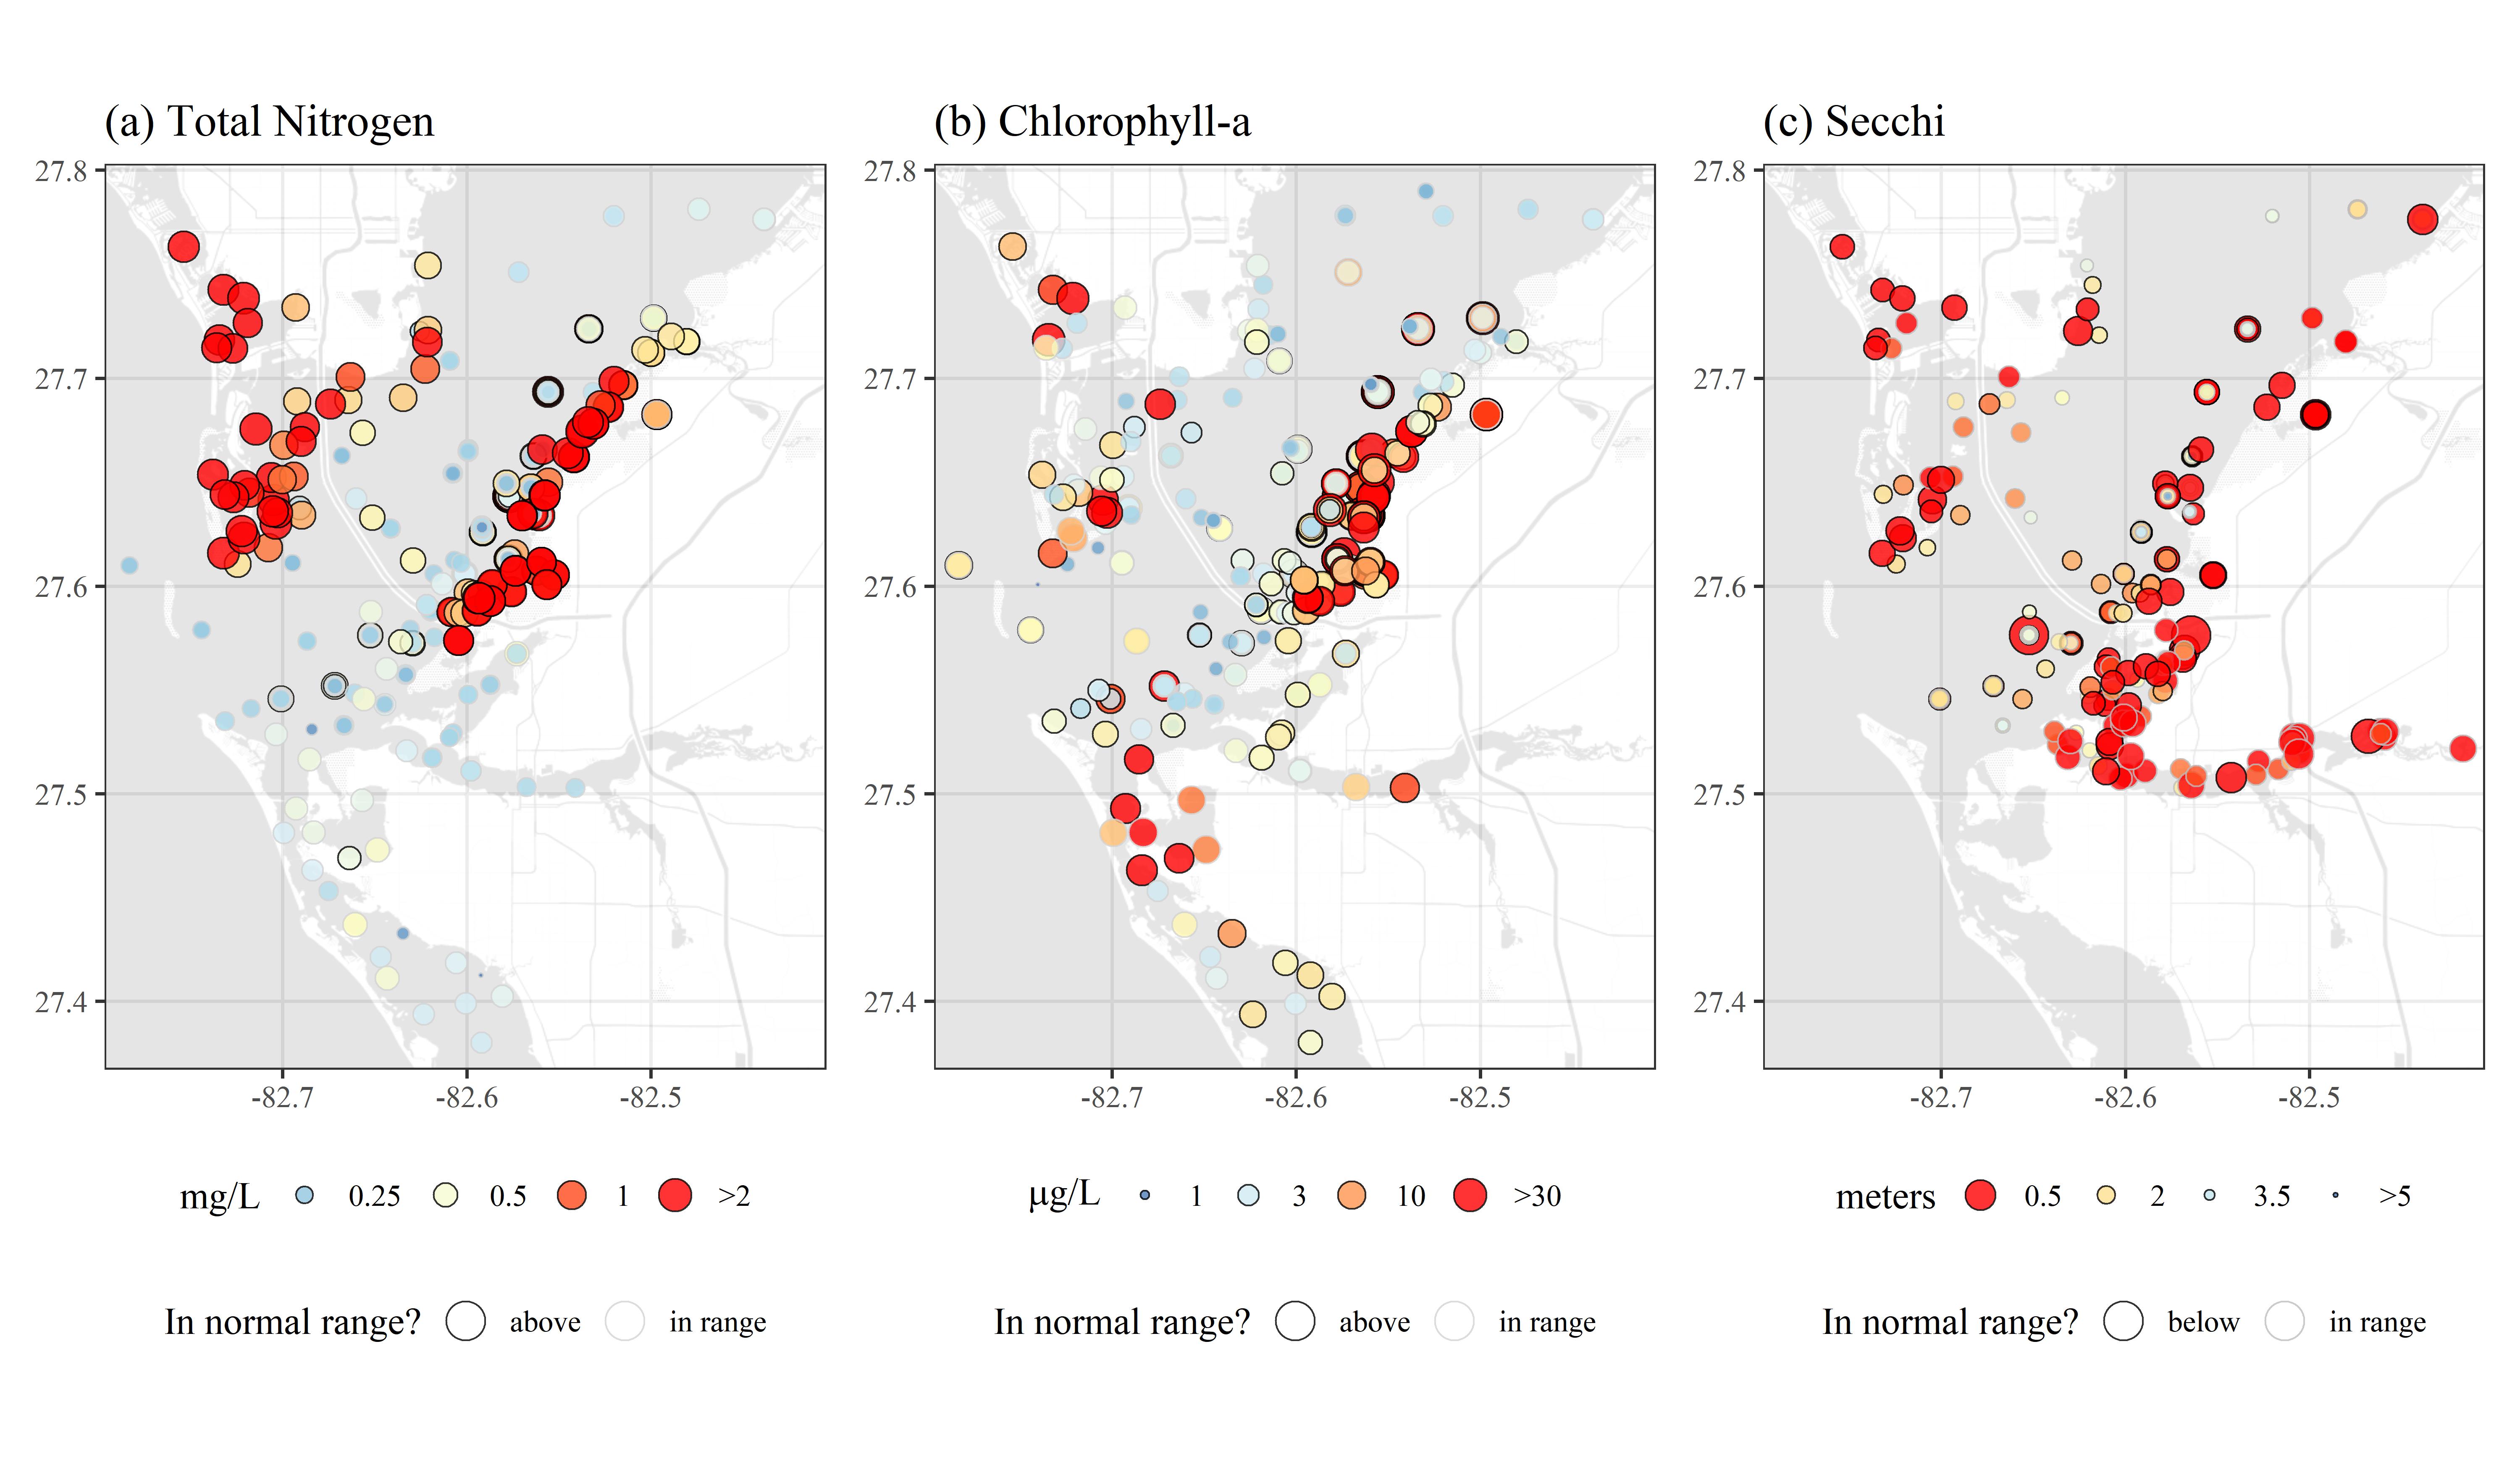 (a) Total Nitrogen
(b) Chlorophyll-a
(c) Secchi
27.8
27.7
27.6
27.5
27.4
-82.7
-82.6
-82.5
27.8
27.7
27.6
27.5
27.4
-82.7
-82.6
-82.5
27.8
27.7
27.6
27.5
27.4
-82.7
-82.6
-82.5
mg/L 0.25 0.5 1 >2
µg/L 1 3 10 >30
meters 0.5 2 3.5 >5
In normal range? above in range
In normal range? above in range
In normal range? below in range